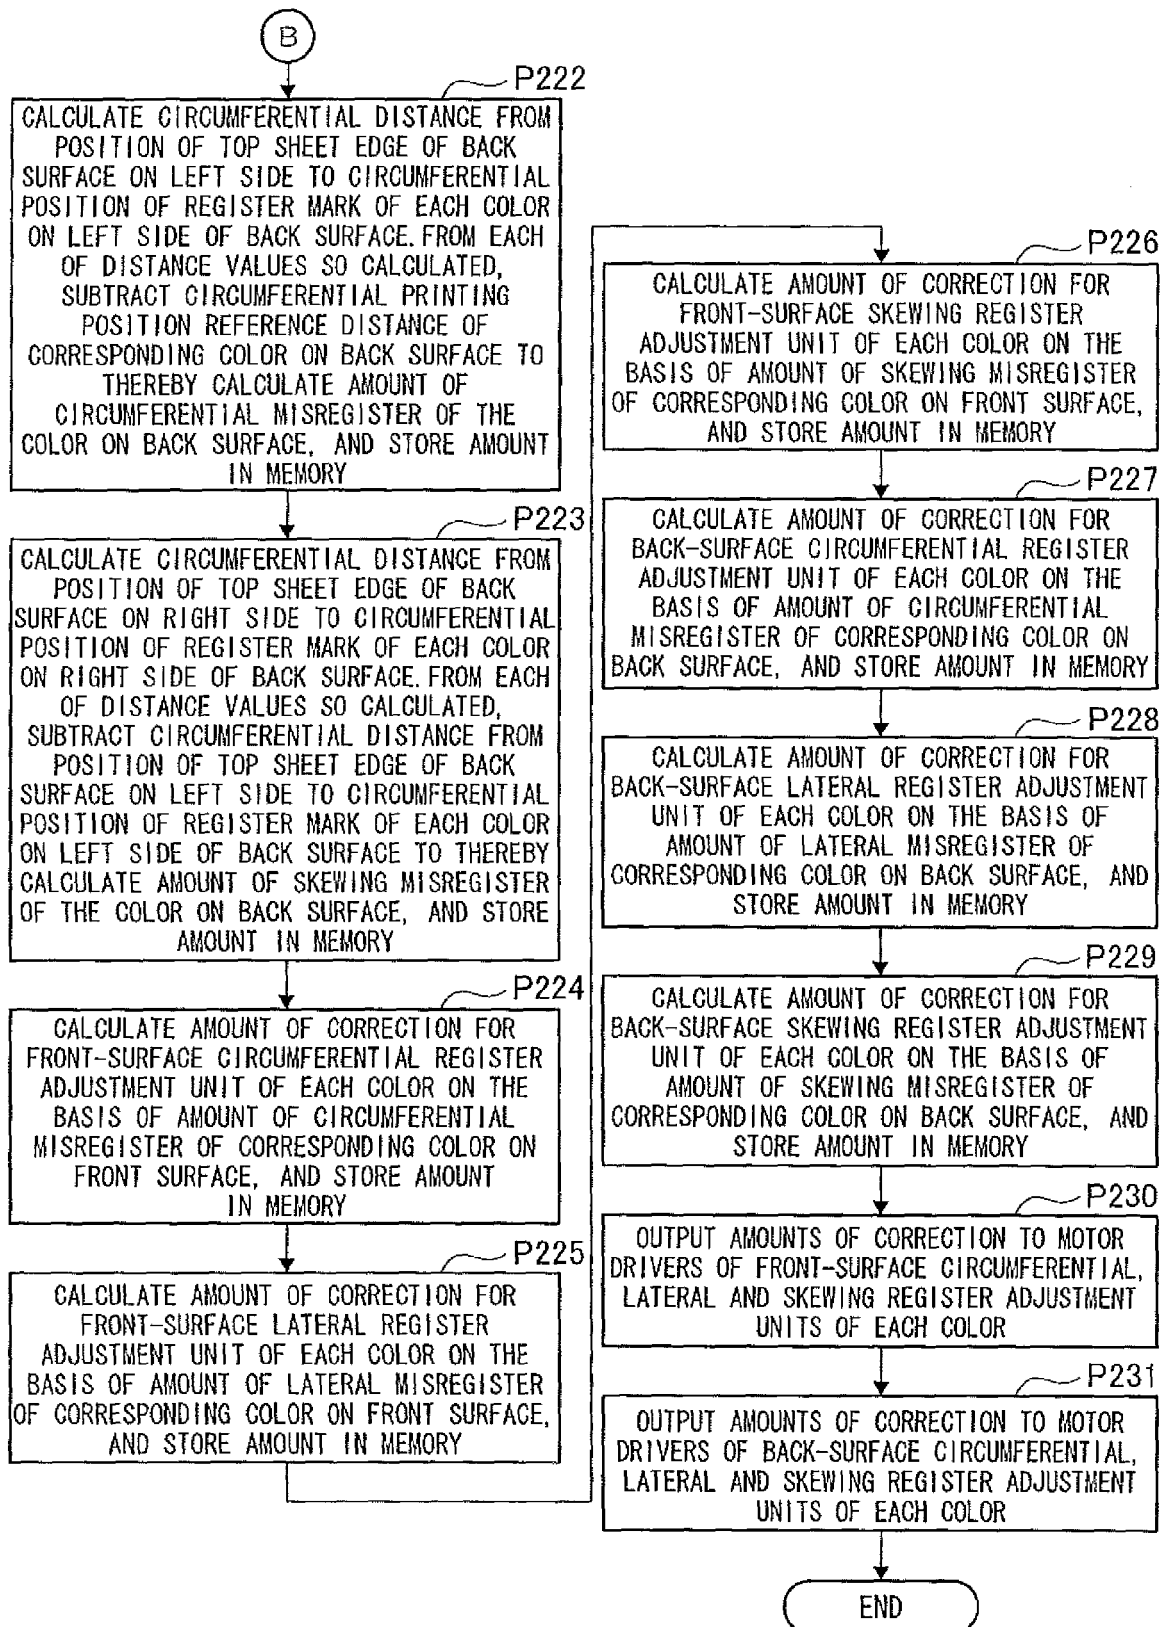 B
P222
CALCULATE CIRCUMFERENTIAL DISTANCE FROM
POSITION OF TOP SHEET EDGE OF BACK
SURFACE ON LEFT SIDE TO CIRCUMFERENTIAL
POSITION OF REGISTER MARK OF EACH COLOR
ON LEFT SIDE OF BACK SURFACE. FROM EACH
OF DISTANCE VALUES SO CALCULATED,
SUBTRACT CIRCUMFERENTIAL PRINTING
POSITION REFERENCE DISTANCE OF
CORRESPONDING COLOR ON BACK SURFACE TO
THEREBY CALCULATE AMOUNT OF
CIRCUMFERENTIAL MISREGISTER OF THE
COLOR ON BACK SURFACE, AND STORE AMOUNT
IN MEMORY
P223
CALCULATE CIRCUMFERENTIAL DISTANCE FROM
POSITION OF TOP SHEET EDGE OF BACK
SURFACE ON RIGHT SIDE TO CIRCUMFERENTIAL
POSITION OF REGISTER MARK OF EACH COLOR
ON RIGHT SIDE OF BACK SURFACE. FROM EACH
OF DISTANCE VALUES SO CALCULATED,
SUBTRACT CIRCUMFERENTIAL DISTANCE FROM
POSITION OF TOP SHEET EDGE OF BACK
SURFACE ON LEFT SIDE TO CIRCUMFERENTIAL
POSITION OF REGISTER MARK OF EACH COLOR
ON LEFT SIDE OF BACK SURFACE TO THEREBY
CALCULATE AMOUNT OF SKEWING MISREGISTER
OF THE COLOR ON BACK SURFACE, AND STORE
AMOUNT IN MEMORY
P224
CALCULATE AMOUNT OF CORRECTION FOR
FRONT-SURFACE CIRCUMFERENTIAL REGISTER
ADJUSTMENT UNIT OF EACH COLOR ON THE
BASIS OF AMOUNT OF CIRCUMFERENTIAL
MISREGISTER OF CORRESPONDING COLOR ON
FRONT SURFACE, AND STORE AMOUNT
IN MEMORY
P225
CALCULATE AMOUNT OF CORRECTION FOR
FRONT-SURFACE LATERAL REGISTER
ADJUSTMENT UNIT OF EACH COLOR ON THE
BASIS OF AMOUNT OF LATERAL MISREGISTER
OF CORRESPONDING COLOR ON FRONT SURFACE,
AND STORE AMOUNT IN MEMORY
P226
CALCULATE AMOUNT OF CORRECTION FOR
FRONT-SURFACE SKEWING REGISTER
ADJUSTMENT UNIT OF EACH COLOR ON THE
BASIS OF AMOUNT OF SKEWING MISREGISTER
OF CORRESPONDING COLOR ON FRONT SURFACE,
AND STORE AMOUNT IN MEMORY
P227
CALCULATE AMOUNT OF CORRECTION FOR
BACK-SURFACE CIRCUMFERENTIAL REGISTER
ADJUSTMENT UNIT OF EACH COLOR ON THE
BASIS OF AMOUNT OF CIRCUMFERENTIAL
MISREGISTER OF CORRESPONDING COLOR ON
BACK SURFACE, AND STORE AMOUNT IN MEMORY
P228
CALCULATE AMOUNT OF CORRECTION FOR
BACK-SURFACE LATERAL REGISTER ADJUSTMENT
UNIT OF EACH COLOR ON THE BASIS OF
AMOUNT OF LATERAL MISREGISTER OF
CORRESPONDING COLOR ON BACK SURFACE, AND
STORE AMOUNT IN MEMORY
P229
CALCULATE AMOUNT OF CORRECTION FOR
BACK-SURFACE SKEWING REGISTER ADJUSTMENT
UNIT OF EACH COLOR ON THE BASIS OF
AMOUNT OF SKEWING MISREGISTER OF
CORRESPONDING COLOR ON BACK SURFACE, AND
STORE AMOUNT IN MEMORY
P230
OUTPUT AMOUNTS OF CORRECTION TO MOTOR
DRIVERS OF FRONT-SURFACE CIRCUMFERENTIAL,
LATERAL AND SKEWING REGISTER ADJUSTMENT
UNITS OF EACH COLOR
P231
OUTPUT AMOUNTS OF CORRECTION TO MOTOR
DRIVERS OF BACK-SURFACE CIRCUMFERENTIAL,
LATERAL AND SKEWING REGISTER ADJUSTMENT
UNITS OF EACH COLOR
END